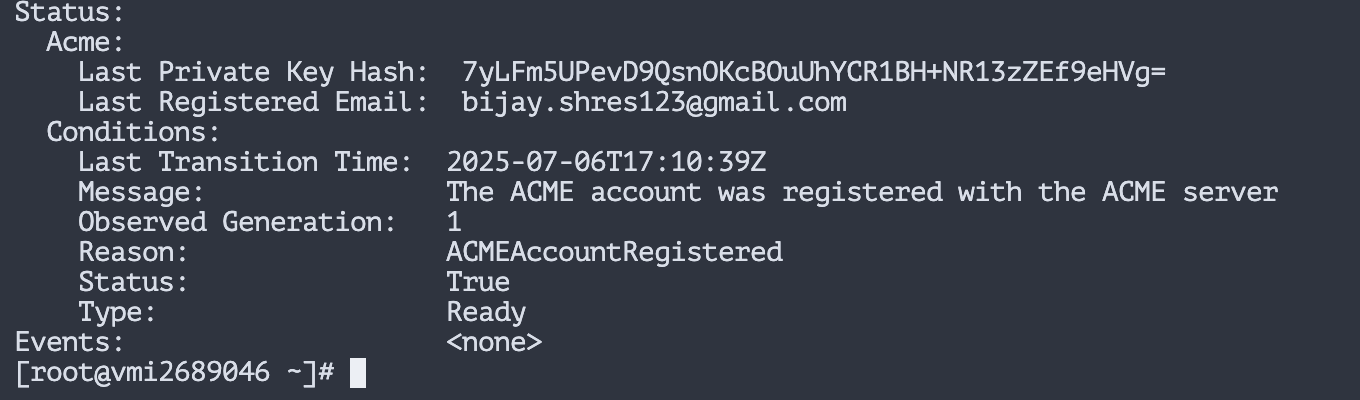 Status:
  Acme:
    Last Private Key Hash:  7yLFm5UPevD9QsnOKcBOuUhYCR1BH+NR13zZEf9eHVg=
    Last Registered Email:  bijay.shres123@gmail.com
  Conditions:
    Last Transition Time:  2025-07-06T17:10:39Z
    Message:               The ACME account was registered with the ACME server
    Observed Generation:   1
    Reason:                ACMEAccountRegistered
    Status:                True
    Type:                  Ready
Events:                    <none>
[root@vmi2689046 ~]#